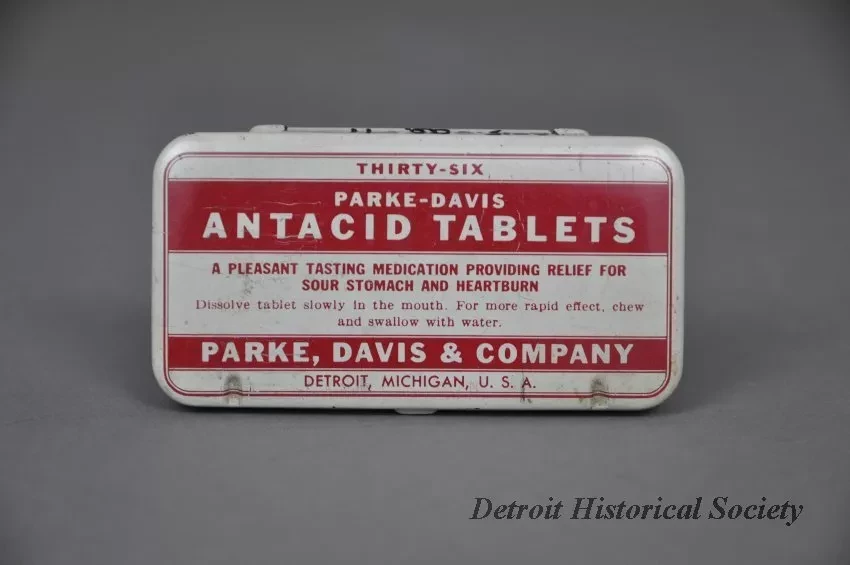 THIRTY-SIX
PARKE-DAVIS
ANTACID TABLETS
A PLEASANT TASTING MEDICATION PROVIDING RELIEF FOR
SOUR STOMACH AND HEARTBURN
Dissolve tablet slowly in the mouth. For more rapid effect, chew
and swallow with water.
PARKE, DAVIS & COMPANY
DETROIT, MICHIGAN, U. S. A.
Detroit Historical Society